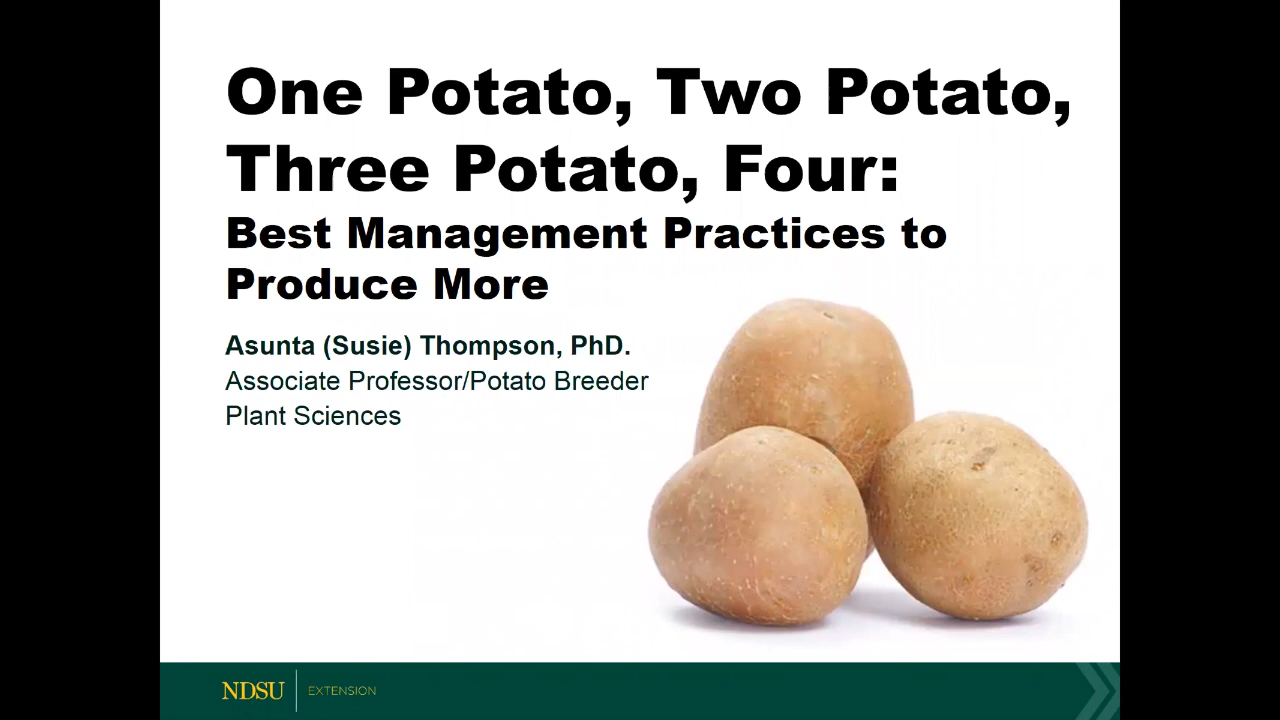 One Potato, Two Potato,
Three Potato, Four:
Best Management Practices to
Produce More
Asunta (Susie) Thompson, PhD.
Associate Professor/Potato Breeder
Plant Sciences
NDSU EXTENSION